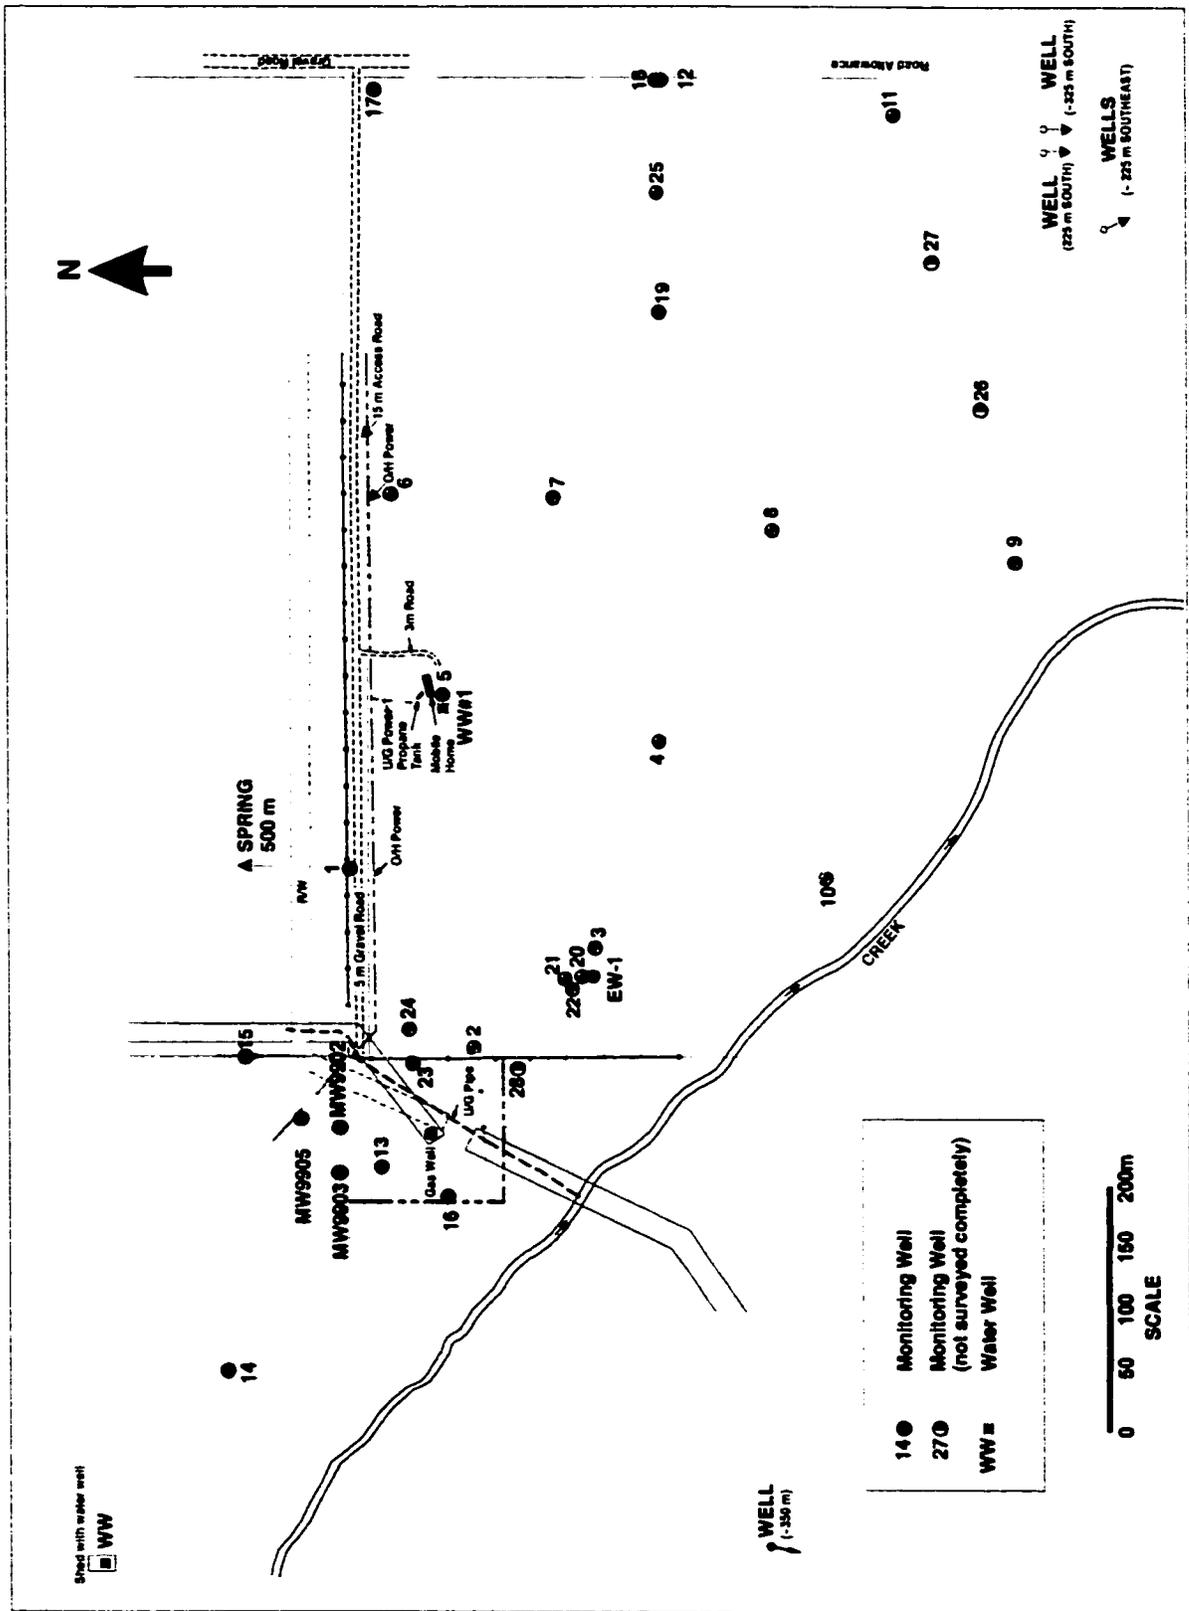 Shed with water well
WW
N
14
MW9905
MW9903
MW9902
15
R/W
SPRING
500 m
1
5 m Gravel Road
13
16
Gas Well
23
24
2
U/G Pipe
28
O/H Power
U/G Power
Propane
Tank
Mobile
Home
WW#1
5
3m Road
6
O/H Power
15 m Access Road
17
Gravel Road
21
22
20
3
EW-1
4
7
19
25
18
12
10
8
CREEK
9
26
27
11
Road Allowance
WELL
(~350 m)
14 Monitoring Well
27 Monitoring Well
(not surveyed completely)
WW Water Well
0 50 100 150 200m
SCALE
WELL
(225 m SOUTH)
WELL
(~325 m SOUTH)
WELLS
(~ 225 m SOUTHEAST)